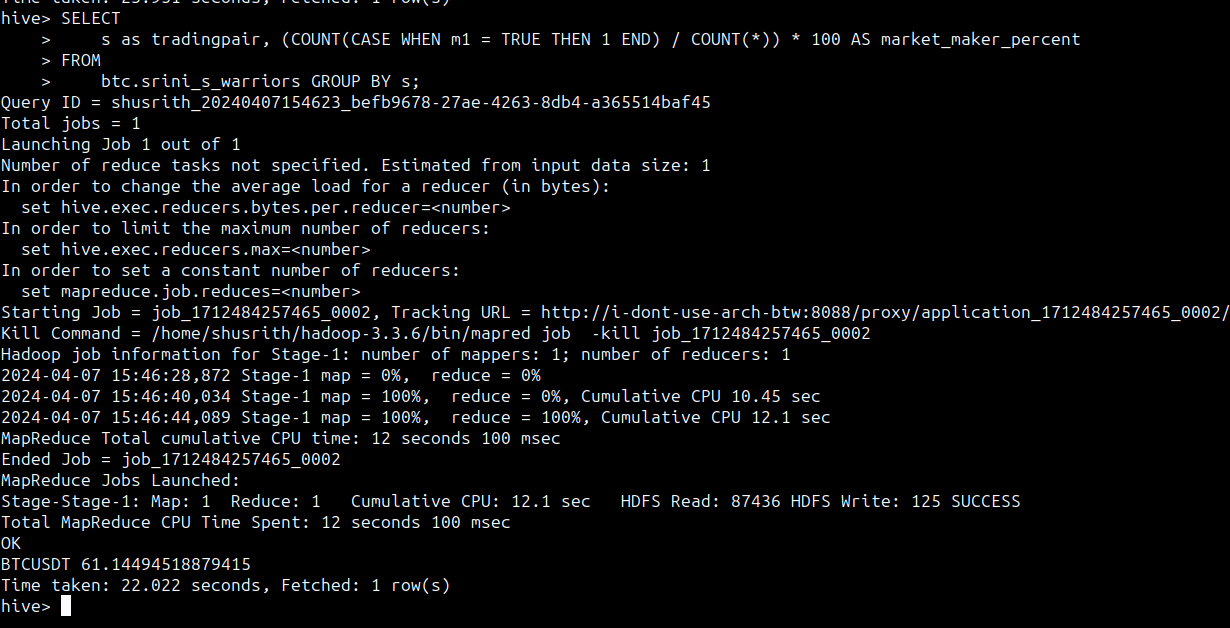 Time taken: 23.951 seconds, Fetched: 1 row(s)
hive> SELECT
    >     s as tradingpair, (COUNT(CASE WHEN m1 = TRUE THEN 1 END) / COUNT(*)) * 100 AS market_maker_percent
    > FROM
    >     btc.srini_s_warriors GROUP BY s;
Query ID = shusrith_20240407154623_befb9678-27ae-4263-8db4-a365514baf45
Total jobs = 1
Launching Job 1 out of 1
Number of reduce tasks not specified. Estimated from input data size: 1
In order to change the average load for a reducer (in bytes):
  set hive.exec.reducers.bytes.per.reducer=<number>
In order to limit the maximum number of reducers:
  set hive.exec.reducers.max=<number>
In order to set a constant number of reducers:
  set mapreduce.job.reduces=<number>
Starting Job = job_1712484257465_0002, Tracking URL = http://i-dont-use-arch-btw:8088/proxy/application_1712484257465_0002/
Kill Command = /home/shusrith/hadoop-3.3.6/bin/mapred job  -kill job_1712484257465_0002
Hadoop job information for Stage-1: number of mappers: 1; number of reducers: 1
2024-04-07 15:46:28,872 Stage-1 map = 0%,  reduce = 0%
2024-04-07 15:46:40,034 Stage-1 map = 100%,  reduce = 0%, Cumulative CPU 10.45 sec
2024-04-07 15:46:44,089 Stage-1 map = 100%,  reduce = 100%, Cumulative CPU 12.1 sec
MapReduce Total cumulative CPU time: 12 seconds 100 msec
Ended Job = job_1712484257465_0002
MapReduce Jobs Launched:
Stage-Stage-1: Map: 1  Reduce: 1   Cumulative CPU: 12.1 sec   HDFS Read: 87436 HDFS Write: 125 SUCCESS
Total MapReduce CPU Time Spent: 12 seconds 100 msec
OK
BTCUSDT 61.14494518879415
Time taken: 22.022 seconds, Fetched: 1 row(s)
hive>